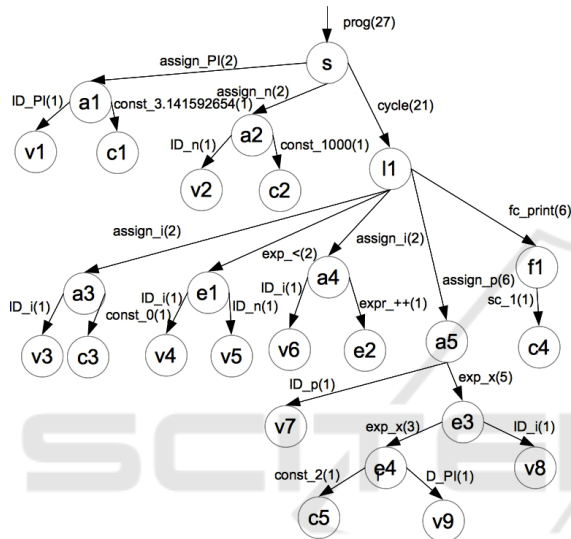 prog(27)
s
assign_PI(2)
assign_n(2)
cycle(21)
a1
ID_PI(1)
const_3.141592654(1)
a2
ID_n(1)
const_1000(1)
v1
c1
v2
c2
l1
assign_i(2)
exp_<(2)
assign_i(2)
assign_p(6)
fc_print(6)
a3
e1
a4
f1
ID_i(1)
const_0(1)
ID_i(1)
ID_n(1)
ID_i(1)
expr_++(1)
sc_1(1)
v3
c3
v4
v5
v6
e2
a5
c4
ID_p(1)
exp_x(5)
v7
e3
exp_x(3)
ID_i(1)
e4
v8
const_2(1)
D_PI(1)
c5
v9